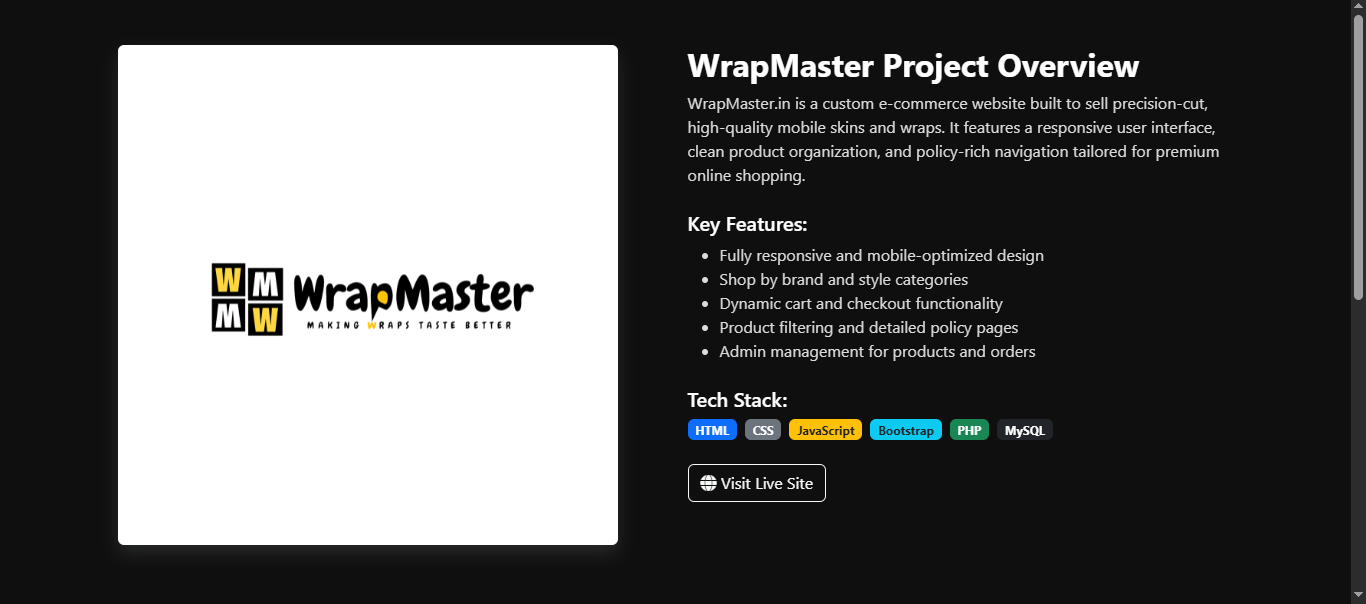 W M
M W
WrapMaster
MAKING WRAPS TASTE BETTER
WrapMaster Project Overview
WrapMaster.in is a custom e-commerce website built to sell precision-cut,
high-quality mobile skins and wraps. It features a responsive user interface,
clean product organization, and policy-rich navigation tailored for premium
online shopping.
Key Features:
• Fully responsive and mobile-optimized design
• Shop by brand and style categories
• Dynamic cart and checkout functionality
• Product filtering and detailed policy pages
• Admin management for products and orders
Tech Stack:
HTML CSS JavaScript Bootstrap PHP MySQL
Visit Live Site